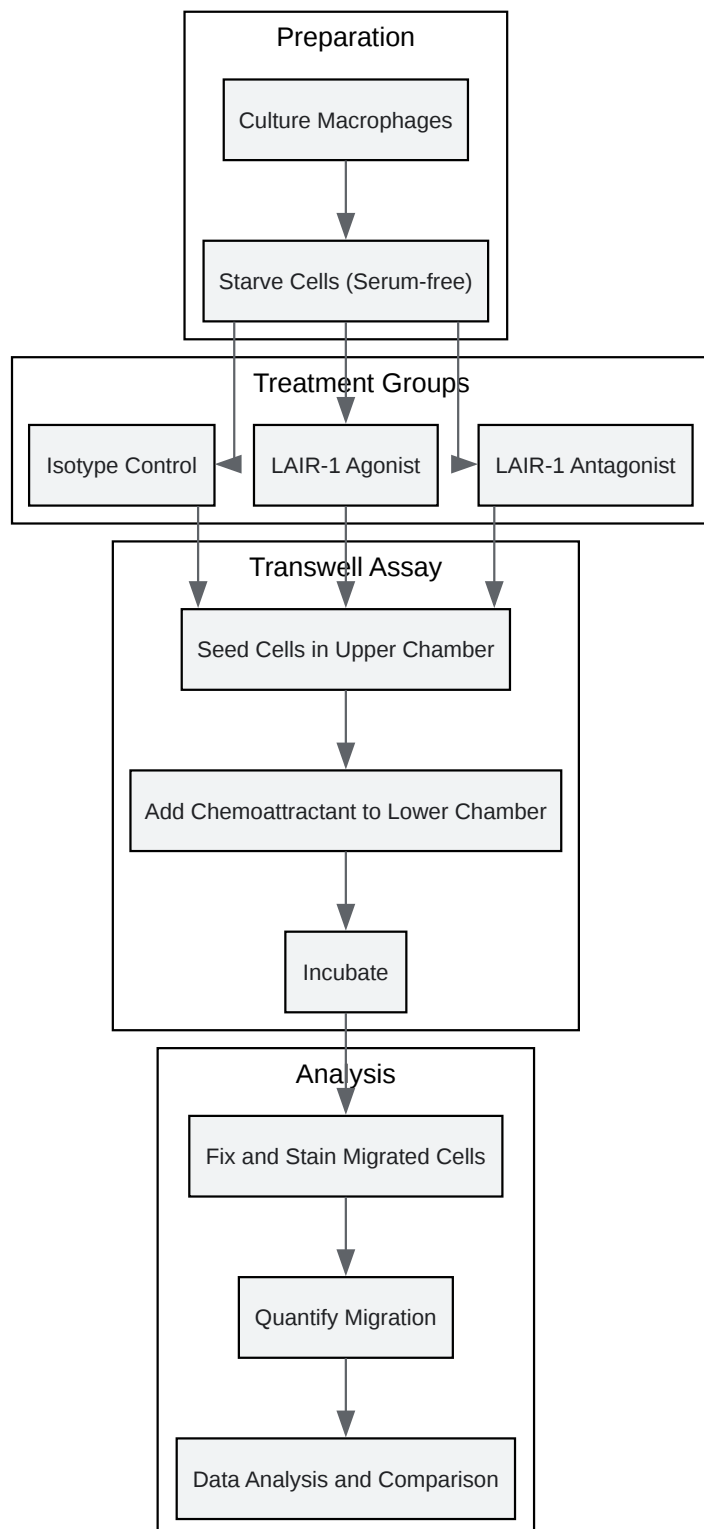 Preparation
Culture Macrophages
Starve Cells (Serum-free)
Treatment Groups
Isotype Control
LAIR-1 Agonist
LAIR-1 Antagonist
Transwell Assay
Seed Cells in Upper Chamber
Add Chemoattractant to Lower Chamber
Incubate
Analysis
Fix and Stain Migrated Cells
Quantify Migration
Data Analysis and Comparison